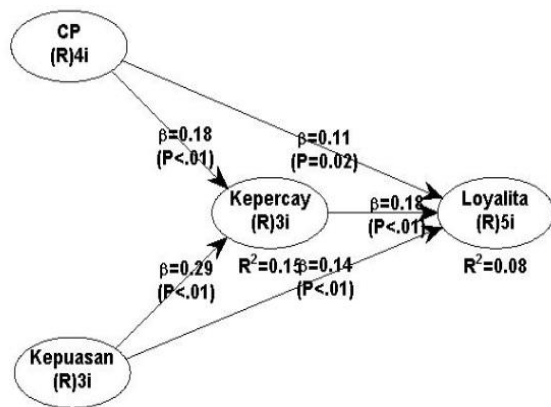 CP
(R)4i
β=0.18
(P<.01)
β=0.11
(P=0.02)
Kepercay
(R)3i
β=0.18
(P<.01)
Loyalita
(R)5i
R²=0.15
R²=0.08
β=0.29
(P<.01)
β=0.14
(P<.01)
Kepuasan
(R)3i